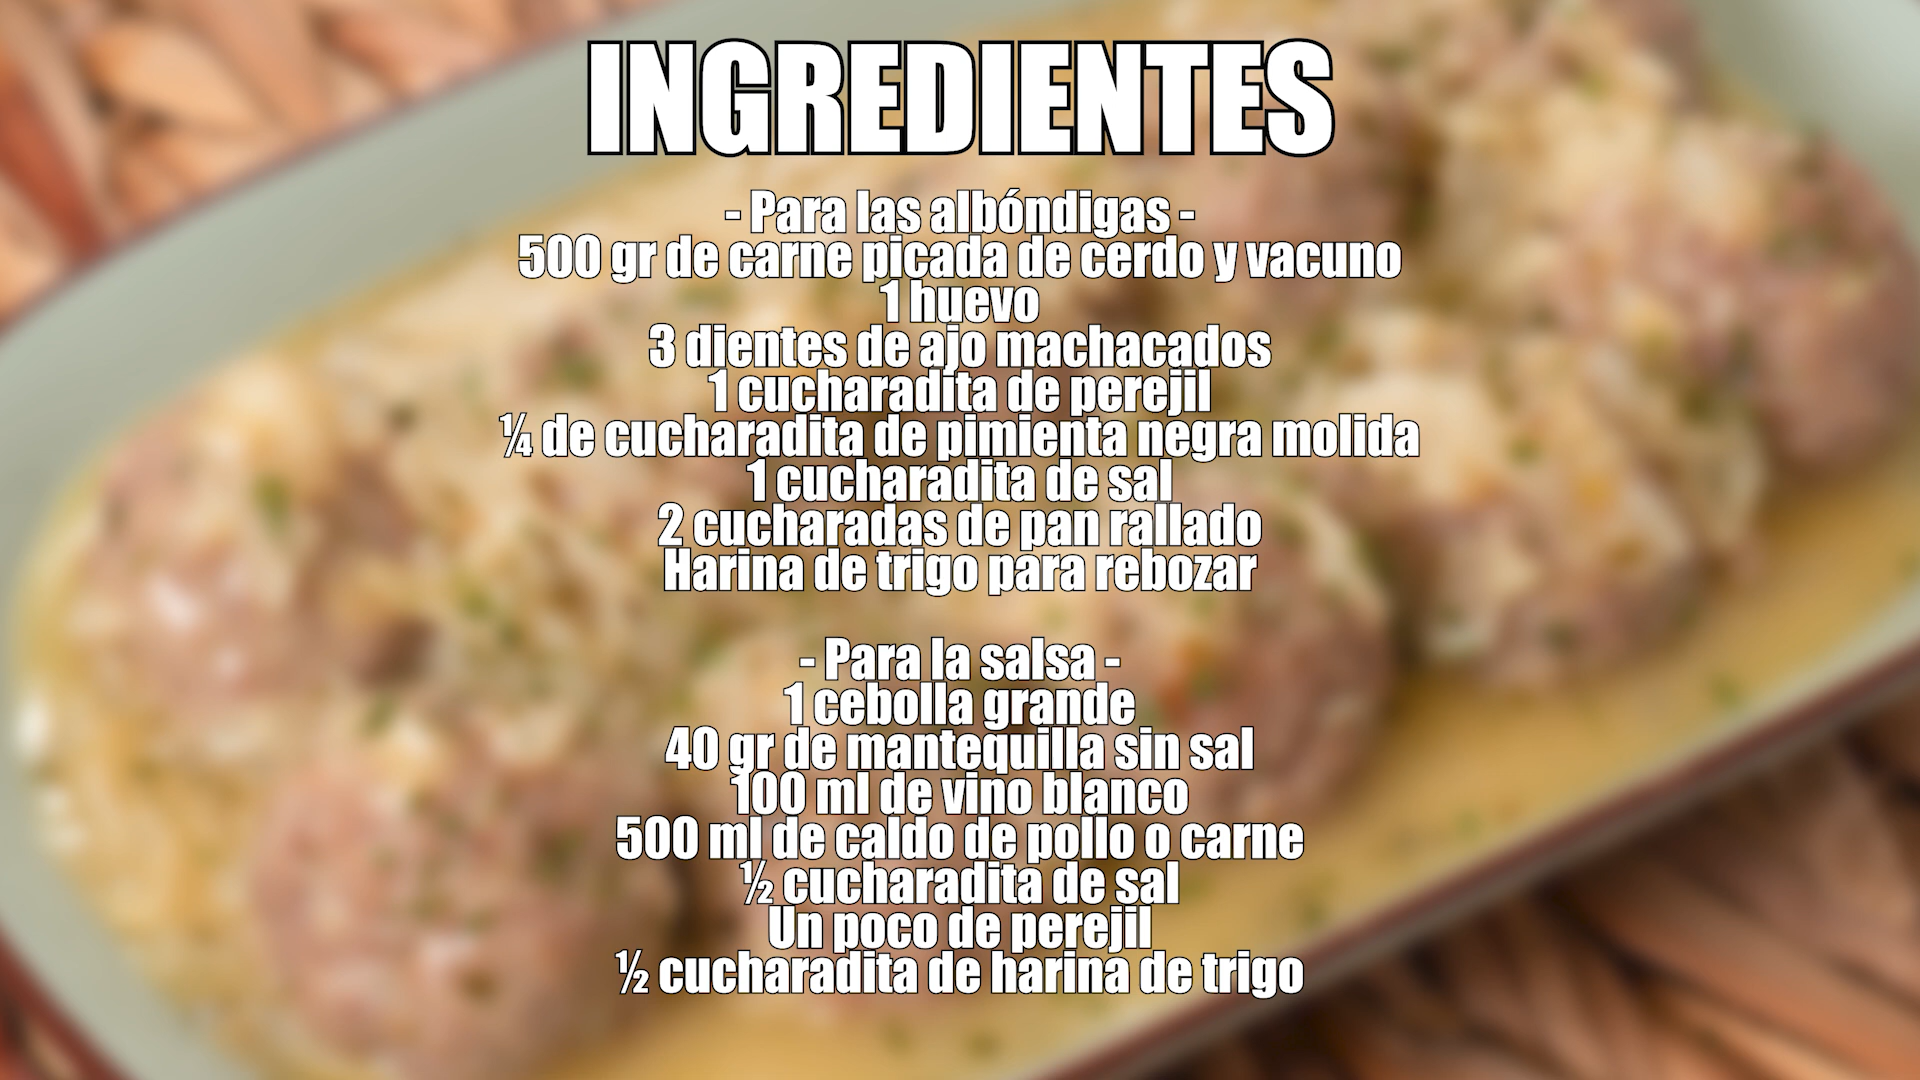 INGREDIENTES
- Para las albóndigas -
500 gr de carne picada de cerdo y vacuno
1 huevo
3 dientes de ajo machacados
1 cucharadita de perejil
¼ de cucharadita de pimienta negra molida
1 cucharadita de sal
2 cucharadas de pan rallado
Harina de trigo para rebozar
- Para la salsa -
1 cebolla grande
40 gr de mantequilla sin sal
100 ml de vino blanco
500 ml de caldo de pollo o carne
½ cucharadita de sal
Un poco de perejil
½ cucharadita de harina de trigo